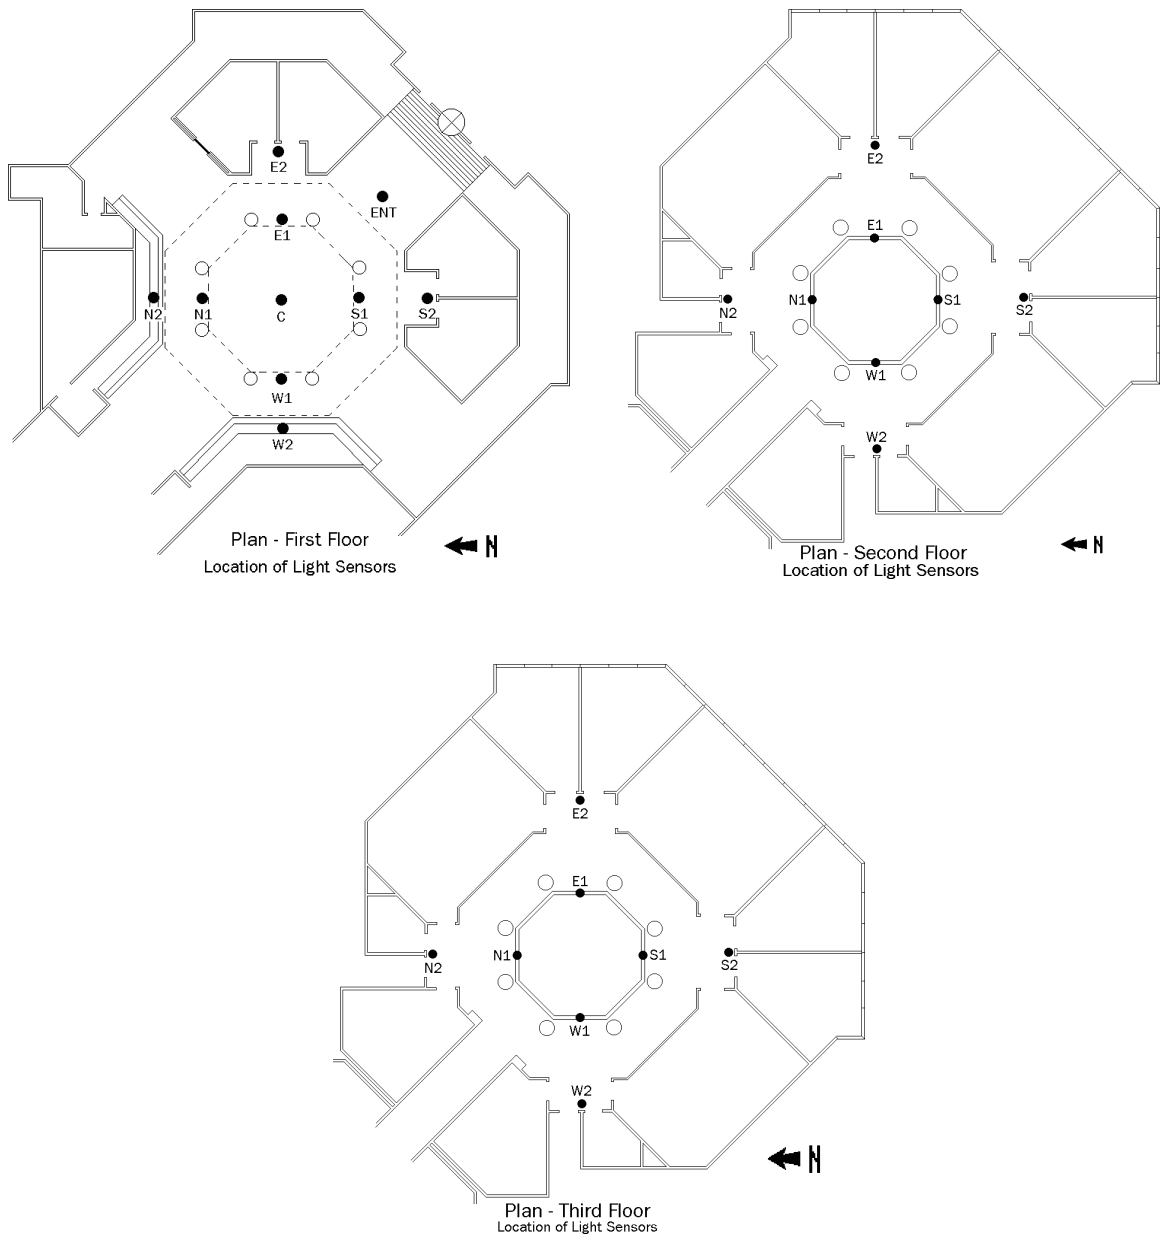 E2
ENT
E1
N2
N1
C
S1
S2
W1
W2
Plan - First Floor
Location of Light Sensors
N
E2
E1
N2
N1
S1
S2
W1
W2
Plan - Second Floor
Location of Light Sensors
N
E2
E1
N2
N1
S1
S2
W1
W2
Plan - Third Floor
Location of Light Sensors
N